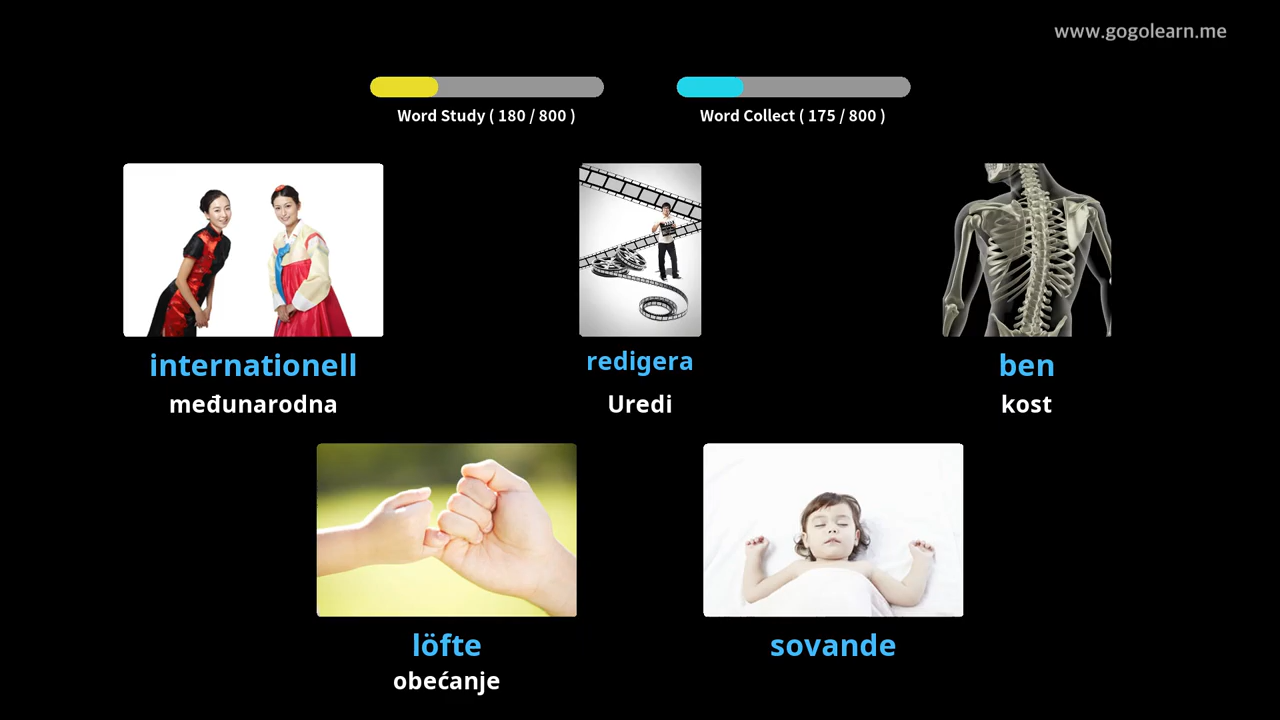 www.gogolearn.me
Word Study ( 180 / 800 )
Word Collect ( 175 / 800 )
internationell
međunarodna
redigera
Uredi
ben
kost
löfte
obećanje
sovande